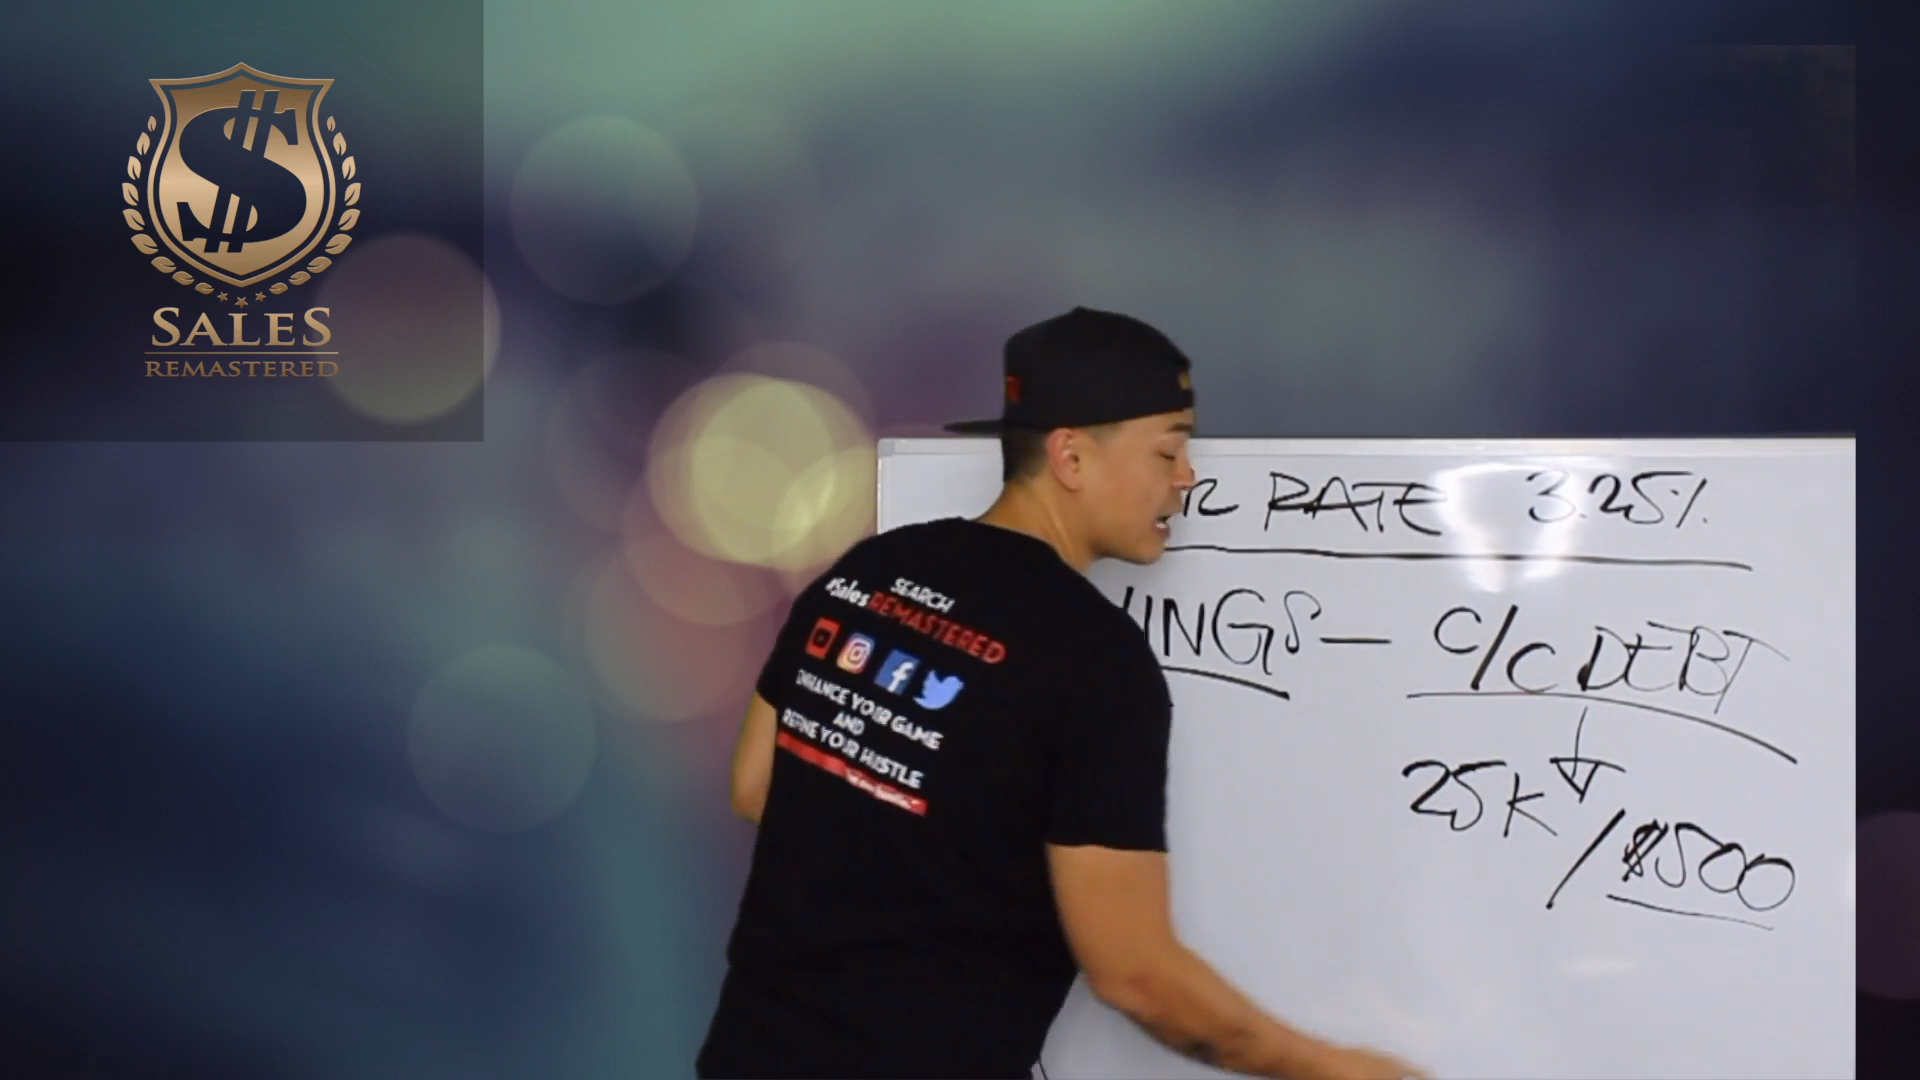 SALES
REMASTERED
RATE 3.25%
INGS — C/C DEBT
25K / $500
SEARCH
#Sales REMASTERED
ENHANCE YOUR GAME
AND
REFINE YOUR HUSTLE